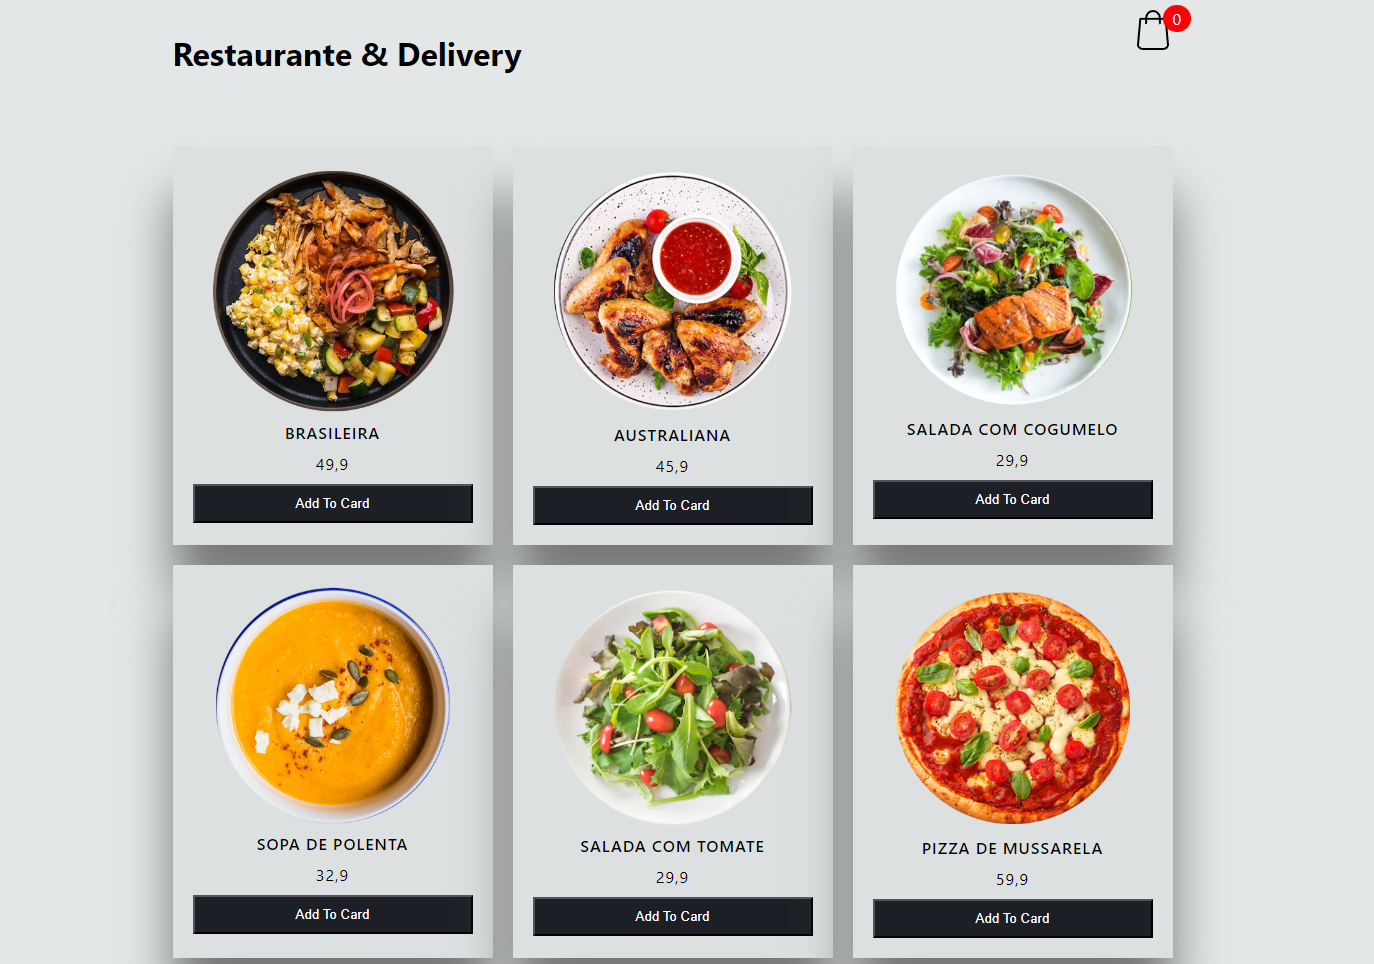 0
Restaurante & Delivery
BRASILEIRA
49,9
Add To Card
AUSTRALIANA
45,9
Add To Card
SALADA COM COGUMELO
29,9
Add To Card
SOPA DE POLENTA
32,9
Add To Card
SALADA COM TOMATE
29,9
Add To Card
PIZZA DE MUSSARELA
59,9
Add To Card